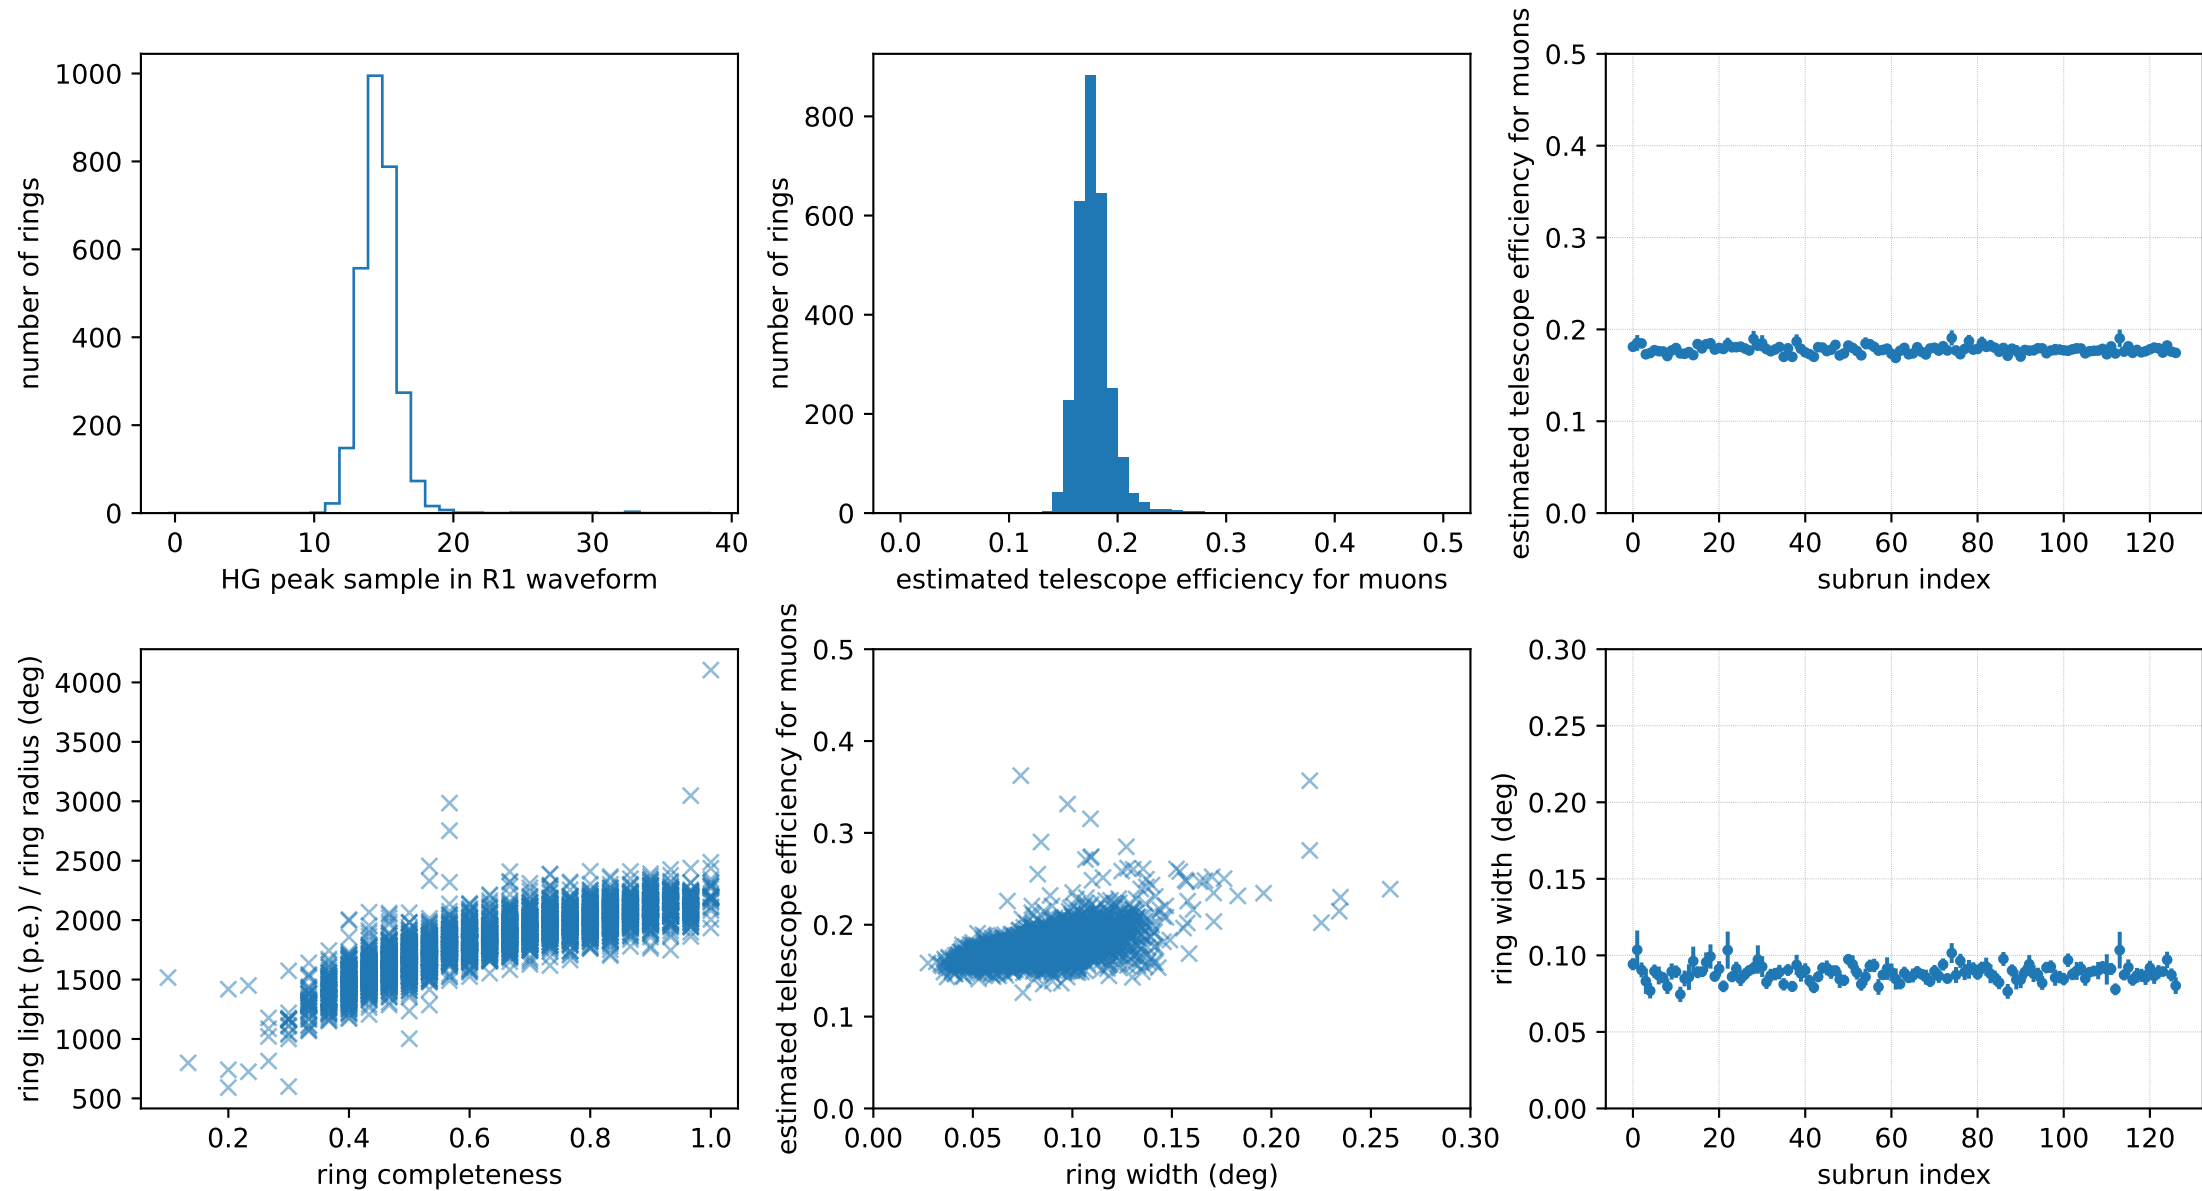 1000
800
600
400
200
0
number of rings
0 10 20 30 40
HG peak sample in R1 waveform
800
600
400
200
0
number of rings
0.0 0.1 0.2 0.3 0.4 0.5
estimated telescope efficiency for muons
0.5
0.4
0.3
0.2
0.1
0.0
estimated telescope efficiency for muons
0 20 40 60 80 100 120
subrun index
4000
3500
3000
2500
2000
1500
1000
500
ring light (p.e.) / ring radius (deg)
0.2 0.4 0.6 0.8 1.0
ring completeness
0.5
0.4
0.3
0.2
0.1
0.0
estimated telescope efficiency for muons
0.00 0.05 0.10 0.15 0.20 0.25 0.30
ring width (deg)
0.30
0.25
0.20
0.15
0.10
0.05
0.00
ring width (deg)
0 20 40 60 80 100 120
subrun index